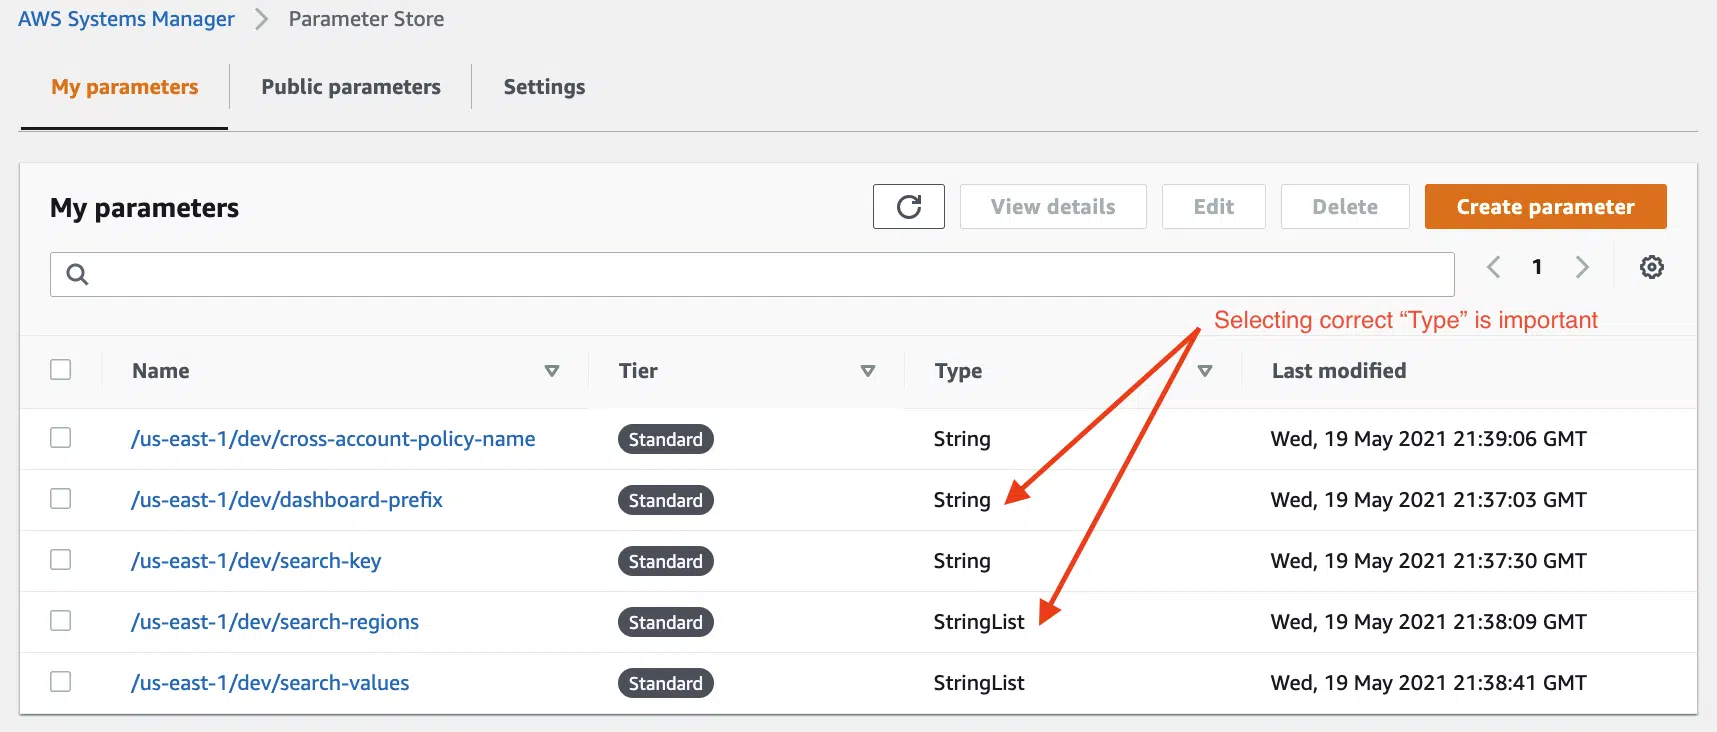 AWS Systems Manager > Parameter Store
My parameters Public parameters Settings
My parameters View details Edit Delete Create parameter
1
Selecting correct “Type” is important
Name Tier Type Last modified
/us-east-1/dev/cross-account-policy-name Standard String Wed, 19 May 2021 21:39:06 GMT
/us-east-1/dev/dashboard-prefix Standard String Wed, 19 May 2021 21:37:03 GMT
/us-east-1/dev/search-key Standard String Wed, 19 May 2021 21:37:30 GMT
/us-east-1/dev/search-regions Standard StringList Wed, 19 May 2021 21:38:09 GMT
/us-east-1/dev/search-values Standard StringList Wed, 19 May 2021 21:38:41 GMT